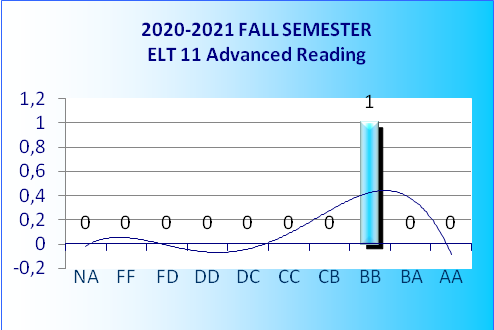 2020-2021 FALL SEMESTER
ELT 11 Advanced Reading
1,2
1
0,8
0,6
0,4
0,2
0
-0,2
0 0 0 0 0 0 0 1 0 0
NA FF FD DD DC CC CB BB BA AA